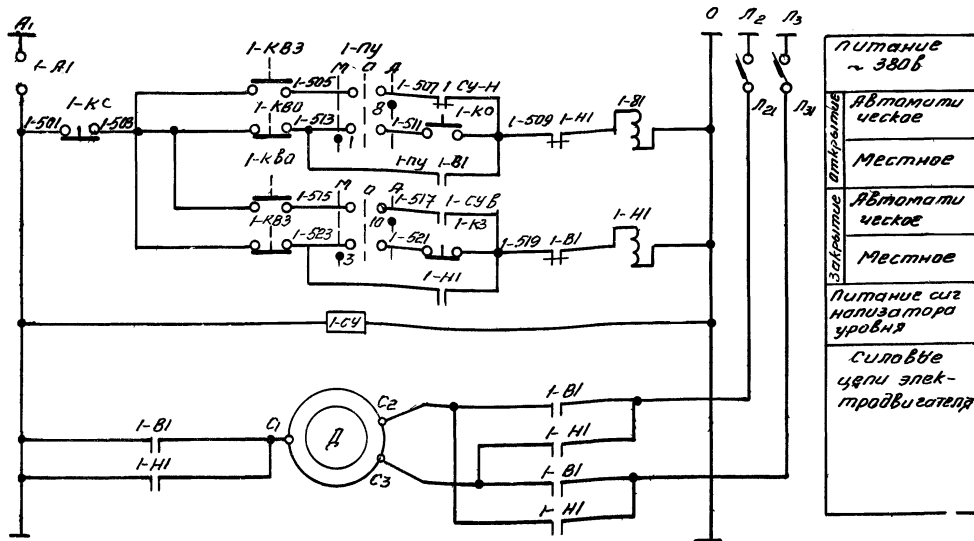 А1
О Л2 Л3
1-А1
1-КВЗ 1-ПУ
М О А
1-505 1-507 1 СУ-Н
8
1-КС 1-КВО 1-КО
1-501 1-503 1-513 1 1-511 1-509 1-Н1 1-В1
1-ПУ 1-В1
1-КВО
М О А
1-515 1-517 1-СУВ
10
1-КВЗ 1-КЗ
1-523 3 1-521 1-519 1-В1 1-Н1
1-Н1
1-СУ
Л21 Л31
1-В1 С1 Д С2 1-В1
1-Н1 С3 1-Н1
1-В1
1-Н1
питание
~ 380в
Открытие
Автомати
ческое
Местное
Закрытие
Автомати
ческое
Местное
Питание сиг
нализатора
уровня
Силовые
цепи элек-
тродвигателя